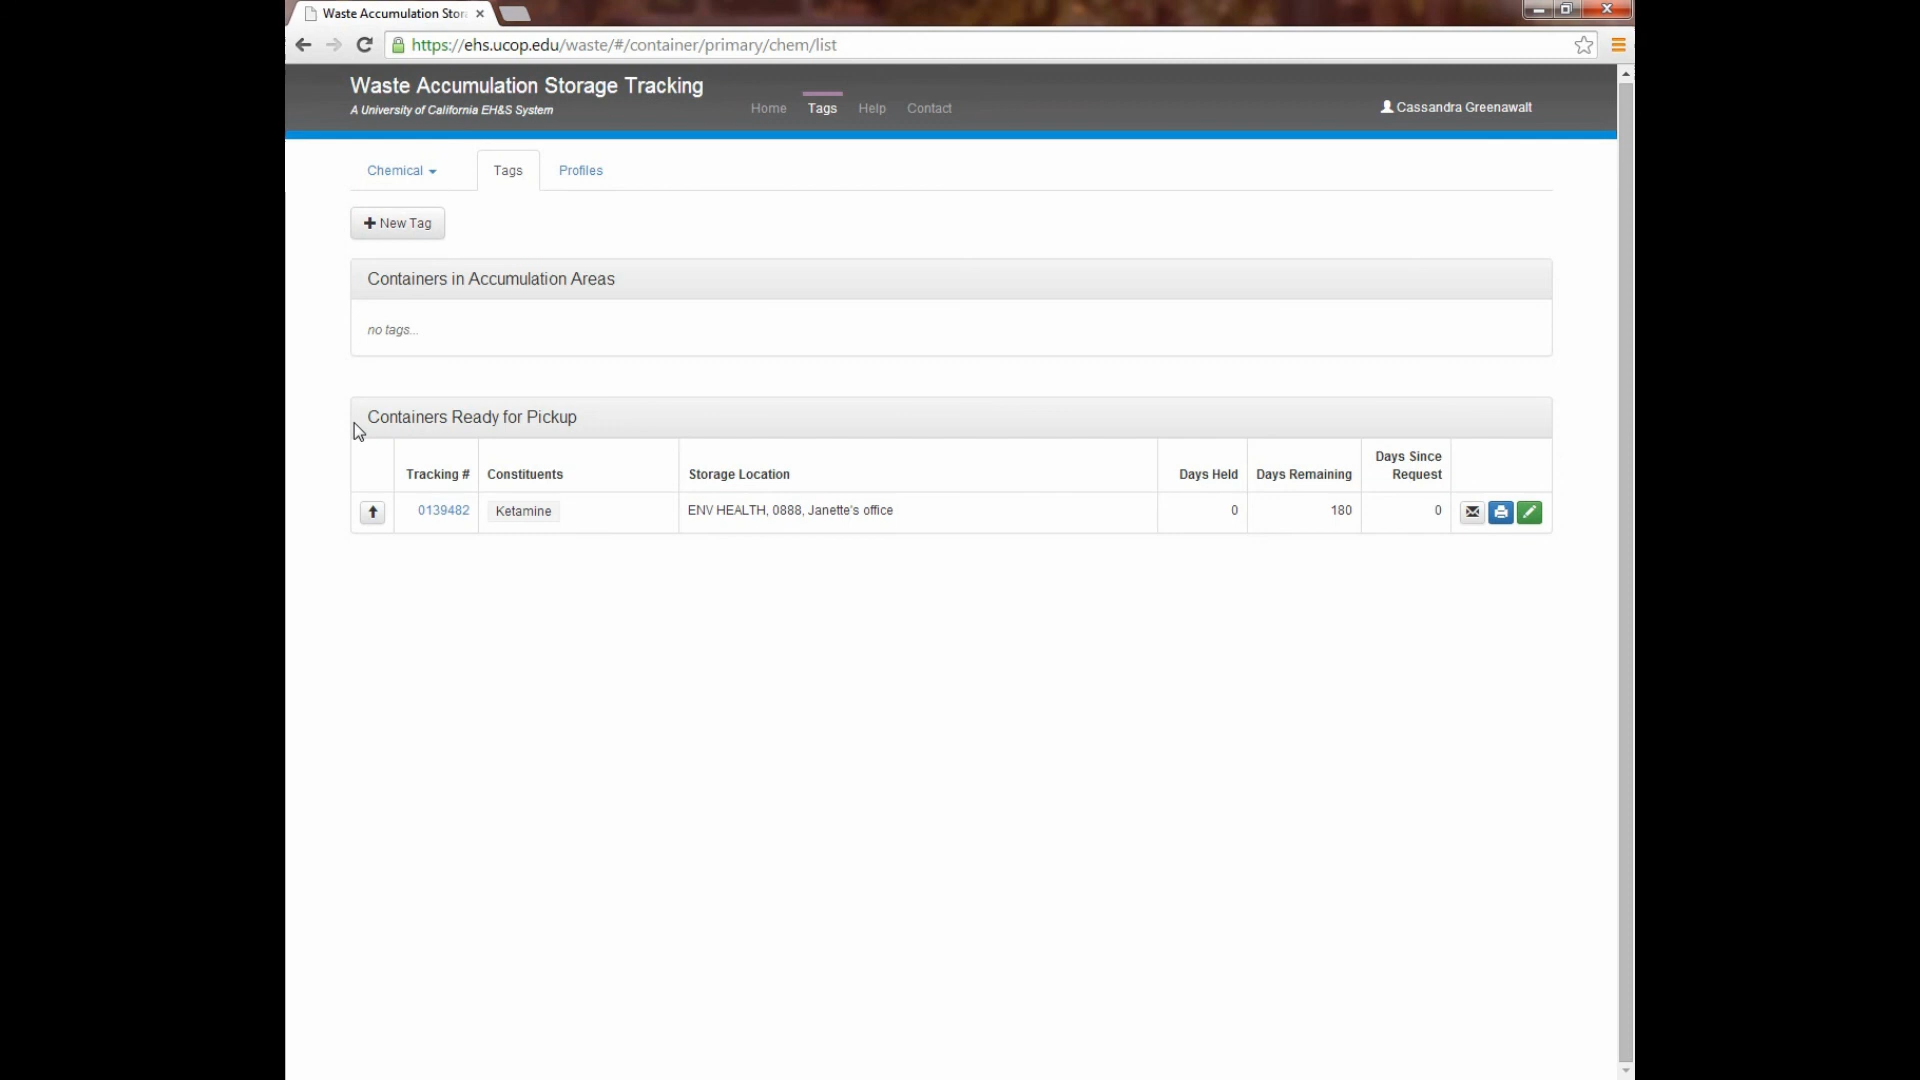 Waste Accumulation Stor
https://ehs.ucop.edu/waste/#/container/primary/chem/list
Waste Accumulation Storage Tracking
A University of California EH&S System
Home Tags Help Contact
Cassandra Greenawalt
Chemical Tags Profiles
New Tag
Containers in Accumulation Areas
no tags...
Containers Ready for Pickup
Tracking # Constituents Storage Location Days Held Days Remaining Days Since Request
0139482 Ketamine ENV HEALTH, 0888, Janette's office 0 180 0